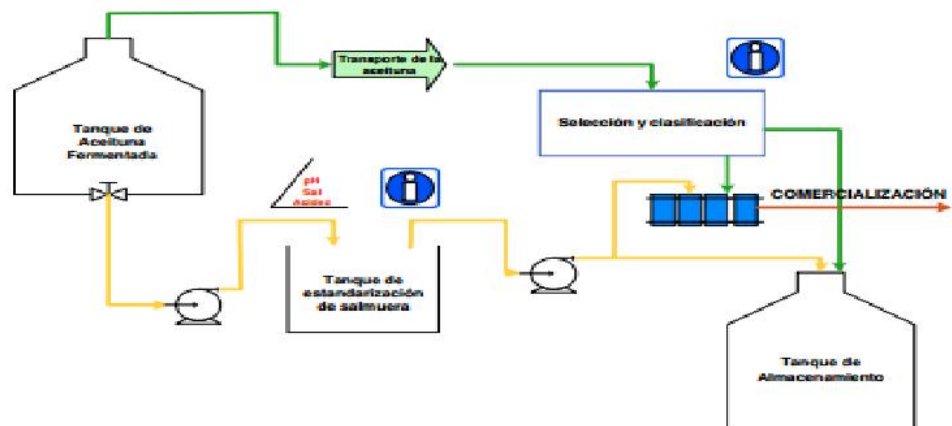 Transporte de la
aceituna
Tanque de
Aceituna
Fermentada
Selección y clasificación
pH
Sal
Acidez
COMERCIALIZACIÓN
Tanque de
estandarización
de salmuera
Tanque de
Almacenamiento